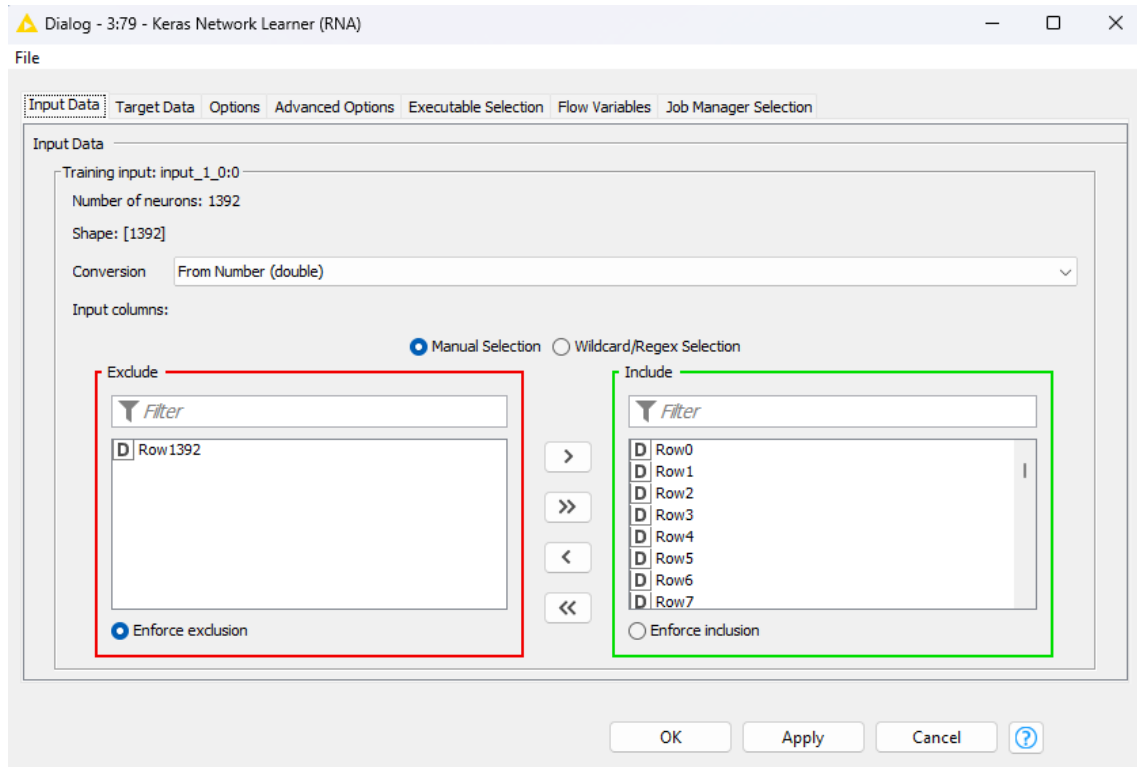 Dialog - 3:79 - Keras Network Learner (RNA)
File
Input Data Target Data Options Advanced Options Executable Selection Flow Variables Job Manager Selection
Input Data
Training input: input_1_0:0
Number of neurons: 1392
Shape: [1392]
Conversion From Number (double)
Input columns:
Manual Selection Wildcard/Regex Selection
Exclude
Filter
D Row1392
Enforce exclusion
Include
Filter
D Row0
D Row1
D Row2
D Row3
D Row4
D Row5
D Row6
D Row7
Enforce inclusion
OK Apply Cancel ?